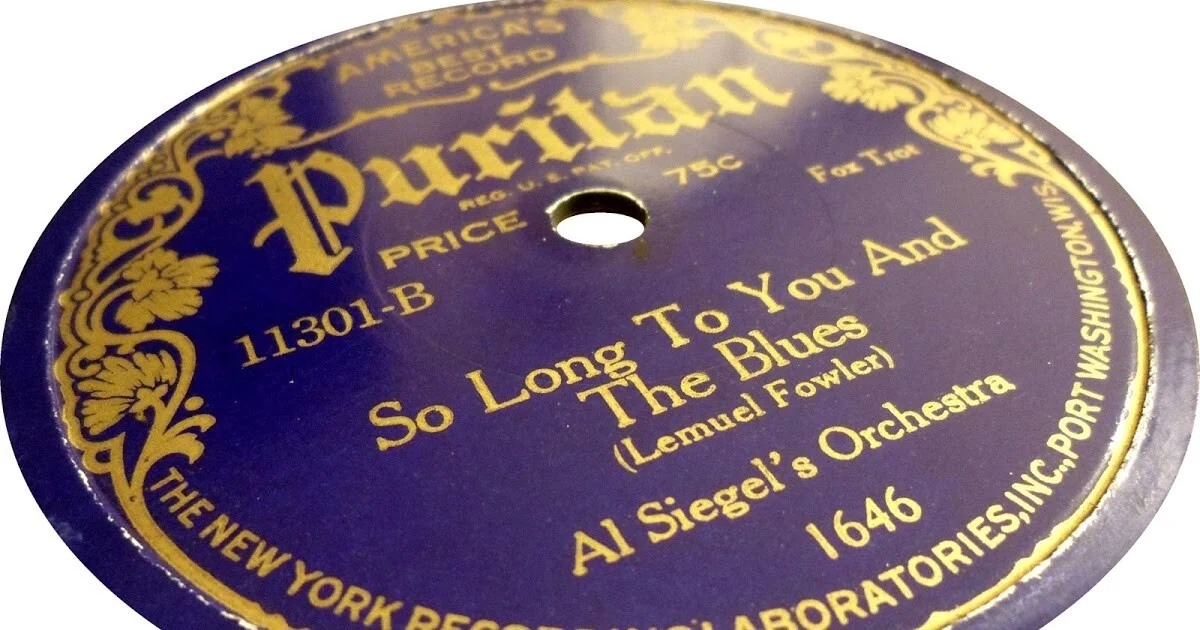 AMERICA'S
BEST
RECORD
Puritan
REG. U. S. PAT. OFF.
PRICE 75C
Fox Trot
11301-B
So Long To You And
The Blues
(Lemuel Fowler)
Al Siegel's Orchestra
1646
THE NEW YORK RECORDING LABORATORIES, INC., PORT WASHINGTON, WIS.